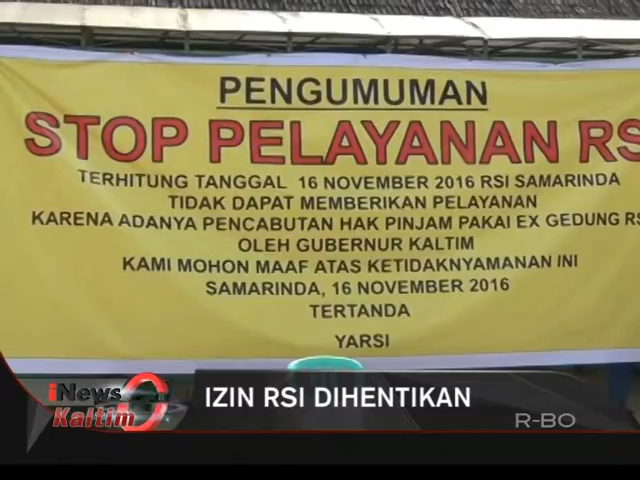 PENGUMUMAN
STOP PELAYANAN RS
TERHITUNG TANGGAL 16 NOVEMBER 2016 RSI SAMARINDA
TIDAK DAPAT MEMBERIKAN PELAYANAN
KARENA ADANYA PENCABUTAN HAK PINJAM PAKAI EX GEDUNG RS
OLEH GUBERNUR KALTIM
KAMI MOHON MAAF ATAS KETIDAKNYAMANAN INI
SAMARINDA, 16 NOVEMBER 2016
TERTANDA
YARSI
iNews
Kaltim
IZIN RSI DIHENTIKAN
R-BO